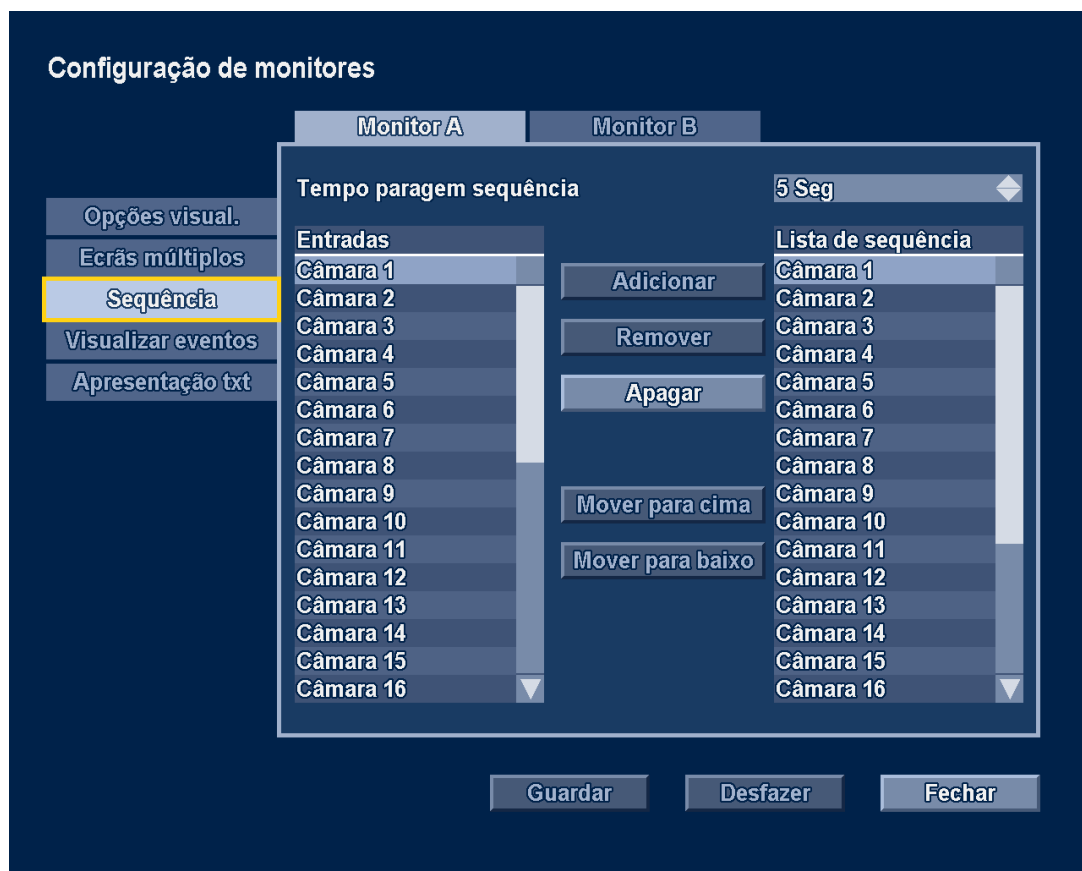 Configuração de monitores
Monitor A
Monitor B
Tempo paragem sequência
5 Seg
Opções visual.
Ecrãs múltiplos
Sequência
Visualizar eventos
Apresentação txt
Entradas
Câmara 1
Câmara 2
Câmara 3
Câmara 4
Câmara 5
Câmara 6
Câmara 7
Câmara 8
Câmara 9
Câmara 10
Câmara 11
Câmara 12
Câmara 13
Câmara 14
Câmara 15
Câmara 16
Adicionar
Remover
Apagar
Mover para cima
Mover para baixo
Lista de sequência
Câmara 1
Câmara 2
Câmara 3
Câmara 4
Câmara 5
Câmara 6
Câmara 7
Câmara 8
Câmara 9
Câmara 10
Câmara 11
Câmara 12
Câmara 13
Câmara 14
Câmara 15
Câmara 16
Guardar
Desfazer
Fechar